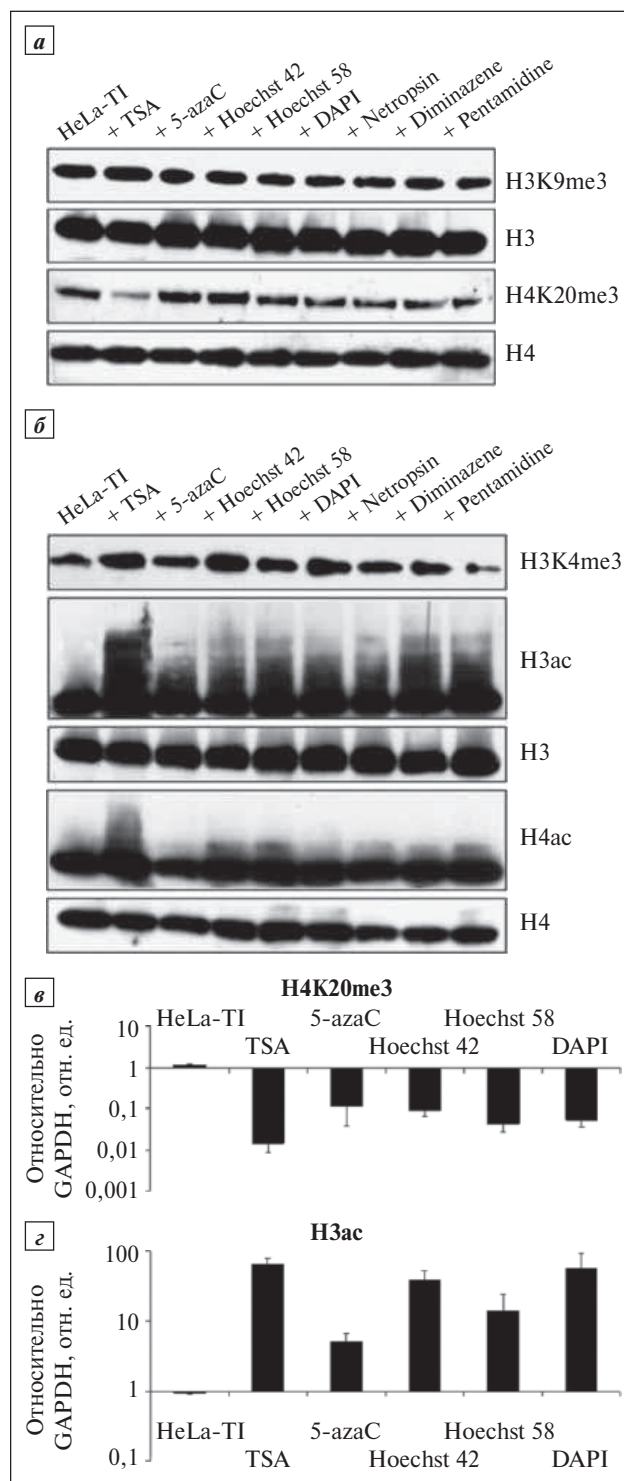 а
HeLa-TI
+ TSA
+ 5-azaC
+ Hoechst 42
+ Hoechst 58
+ DAPI
+ Netropsin
+ Diminazene
+ Pentamidine
H3K9me3
H3
H4K20me3
H4
б
HeLa-TI
+ TSA
+ 5-azaC
+ Hoechst 42
+ Hoechst 58
+ DAPI
+ Netropsin
+ Diminazene
+ Pentamidine
H3K4me3
H3ac
H3
H4ac
H4
в
H4K20me3
HeLa-TI 5-azaC Hoechst 58
TSA Hoechst 42 DAPI
10
1
0,1
0,01
0,001
Относительно
GAPDH, отн. ед.
г
H3ac
100
10
1
0,1
Относительно
GAPDH, отн. ед.
HeLa-TI 5-azaC Hoechst 58
TSA Hoechst 42 DAPI